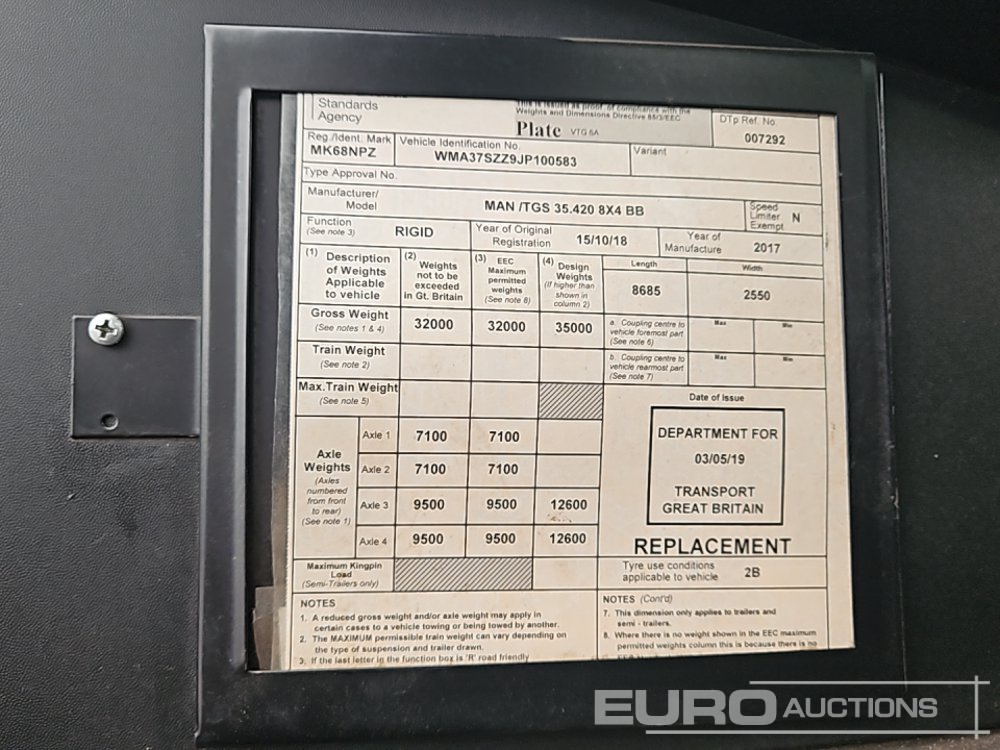 Standards
Agency
This is issued as proof of compliance with the
Weights and Dimensions Directive 85/3/EEC
Plate VTG 6A
DTp Ref. No.
007292
Reg./Ident. Mark
MK68NPZ
Vehicle Identification No.
WMA37SZZ9JP100583
Variant
Type Approval No.
Manufacturer/
Model
MAN /TGS 35.420 8X4 BB
Speed
Limiter
Exempt
N
Function
(See note 3)
RIGID
Year of Original
Registration
15/10/18
Year of
Manufacture
2017
(1) Description
of Weights
Applicable
to vehicle
(2) Weights
not to be
exceeded
in Gt. Britain
(3) EEC
Maximum
permitted
weights
(See note 8)
(4) Design
Weights
(if higher than
shown in
column 2)
Length
8685
Width
2550
Gross Weight
(See notes 1 & 4)
32000
32000
35000
a. Coupling centre to
vehicle foremost part
(See note 6)
Max
Min
Train Weight
(See note 2)
b. Coupling centre to
vehicle rearmost part
(See note 7)
Max
Min
Max.Train Weight
(See note 5)
Axle
Weights
(Axles
numbered
from front
to rear)
(See note 1)
Axle 1 7100 7100
Axle 2 7100 7100
Axle 3 9500 9500 12600
Axle 4 9500 9500 12600
Date of Issue
DEPARTMENT FOR
03/05/19
TRANSPORT
GREAT BRITAIN
REPLACEMENT
Maximum Kingpin
Load
(Semi-Trailers only)
Tyre use conditions
applicable to vehicle
2B
NOTES
1. A reduced gross weight and/or axle weight may apply in
certain cases to a vehicle towing or being towed by another.
2. The MAXIMUM permissible train weight can vary depending on
the type of suspension and trailer drawn.
3. If the last letter in the function box is 'R' road friendly
NOTES (Cont'd)
7. This dimension only applies to trailers and
semi - trailers.
8. Where there is no weight shown in the EEC maximum
permitted weights column this is because there is no
EURO AUCTIONS